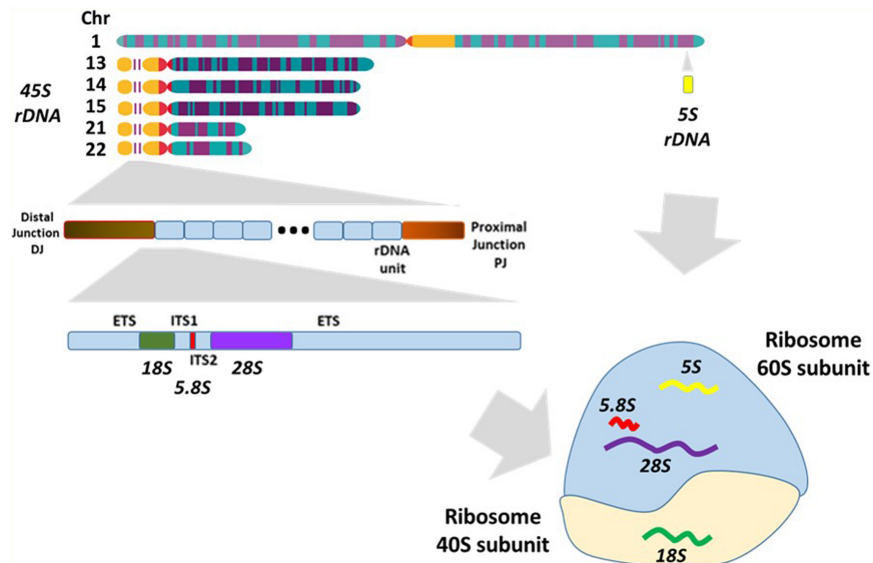 Chr
1
13
14
15
21
22
45S
rDNA
5S
rDNA
Distal
Junction
DJ
rDNA
unit
Proximal
Junction
PJ
ETS
ITS1
ETS
18S
ITS2
28S
5.8S
Ribosome
60S subunit
5S
5.8S
28S
Ribosome
40S subunit
18S